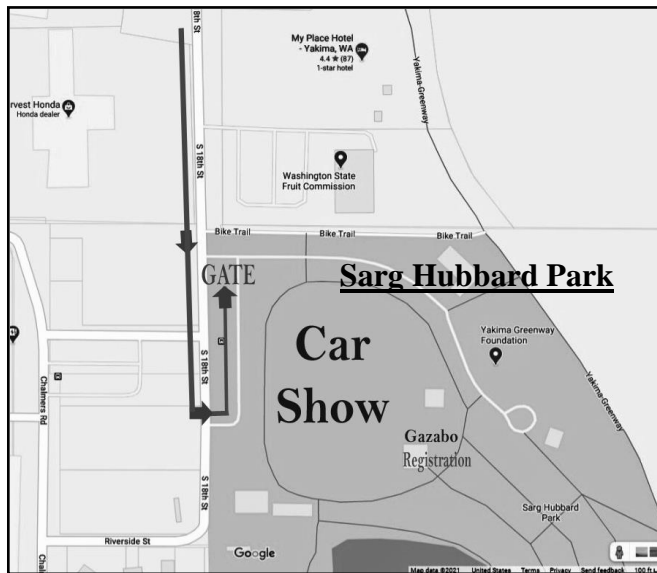 8th St
My Place Hotel
- Yakima, WA
4.4 ★ (87)
1-star hotel
Yakima Greenway
rvest Honda
Honda dealer
S 18th St
Washington State
Fruit Commission
Bike Trail
Bike Trail
Bike Trail
GATE
Sarg Hubbard Park
Car
Show
Yakima Greenway
Foundation
Yakima Greenway
S 18th St
Chalmers Rd
Gazabo
Registration
S 18th St
Sarg Hubbard
Park
Riverside St
Chal
Google
Map data ©2021 United States Terms Privacy Send feedback 100 ft